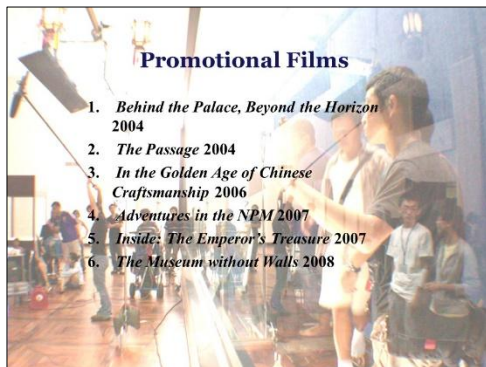 Promotional Films
1. Behind the Palace, Beyond the Horizon
2004
2. The Passage 2004
3. In the Golden Age of Chinese
Craftsmanship 2006
4. Adventures in the NPM 2007
5. Inside: The Emperor's Treasure 2007
6. The Museum without Walls 2008